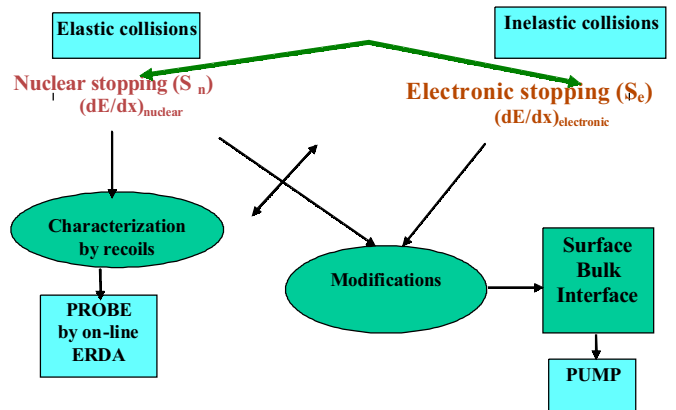 Elastic collisions
Inelastic collisions
Nuclear stopping (S n)
(dE/dx)nuclear
Electronic stopping (Se)
(dE/dx)electronic
Characterization
by recoils
Modifications
Surface
Bulk
Interface
PROBE
by on-line
ERDA
PUMP